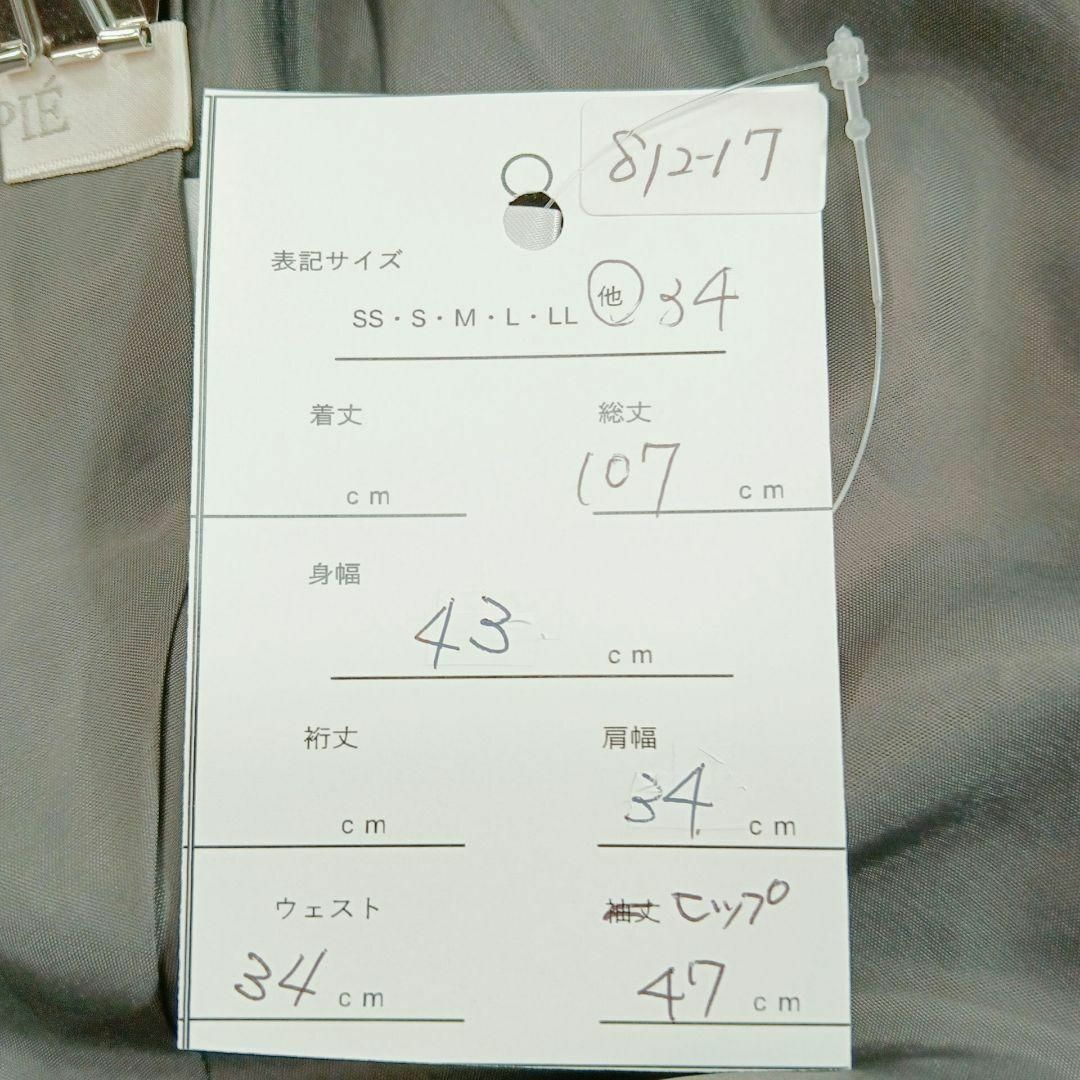 PIÉ
812-17
表記サイズ
SS・S・M・L・LL 他 34
着丈 総丈
cm 107 cm
身幅
43 cm
裄丈 肩幅
cm 34 cm
ウェスト 袖丈 ヒップ
34 cm 47 cm